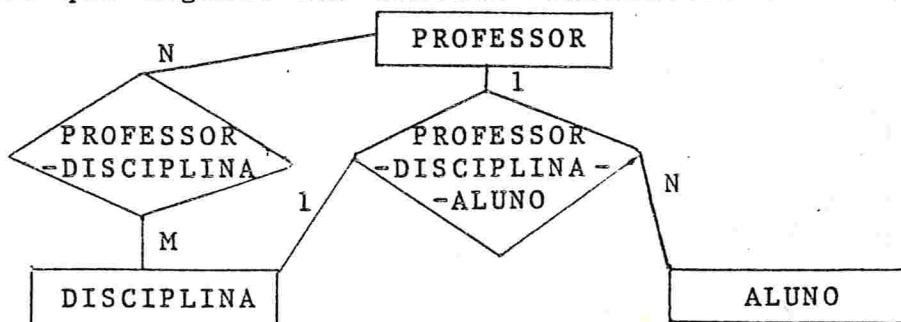 PROFESSOR
N
1
PROFESSOR
-DISCIPLINA
PROFESSOR
-DISCIPLINA-
-ALUNO
1
N
M
DISCIPLINA
ALUNO